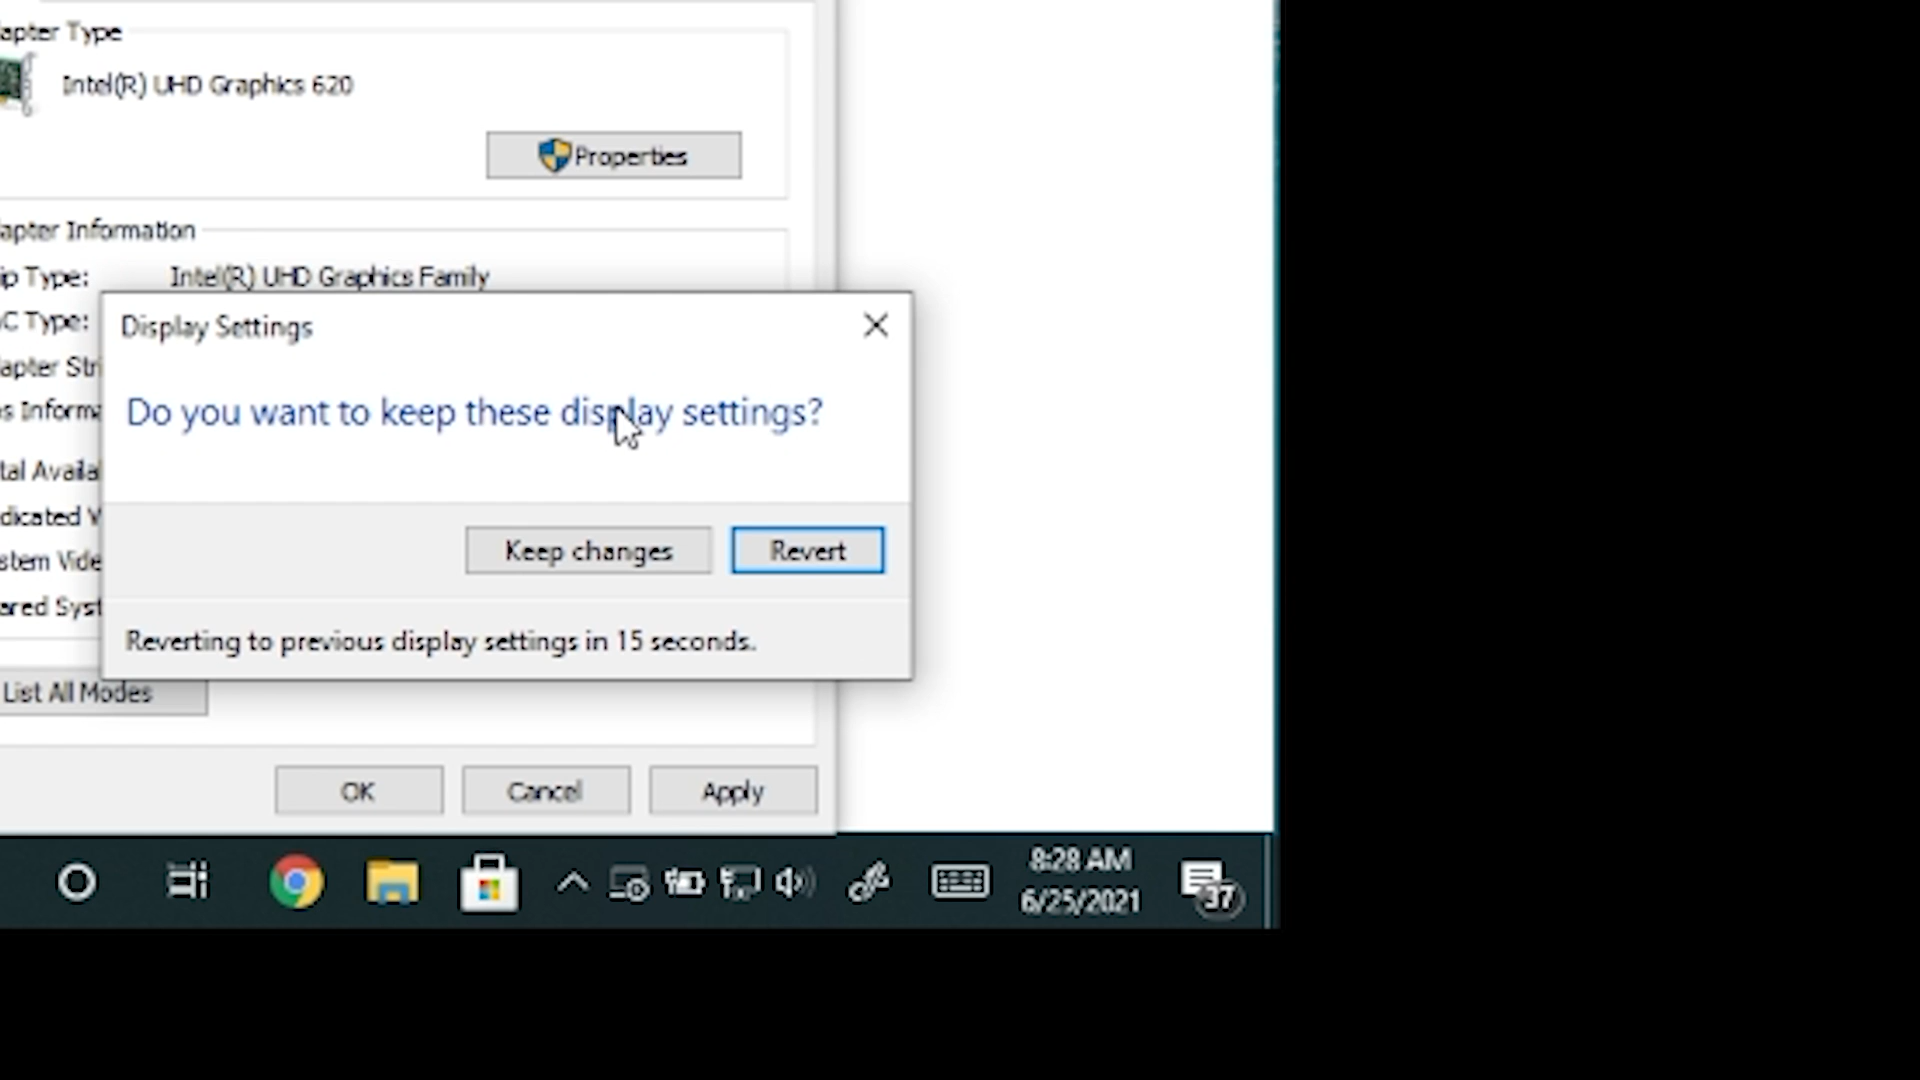 apter Type
Intel(R) UHD Graphics 620
Properties
apter Information
ip Type: Intel(R) UHD Graphics Family
C Type:
apter Stri
s Informa
tal Availa
dicated V
stem Vide
ared Syst
Display Settings
Do you want to keep these display settings?
Keep changes
Revert
Reverting to previous display settings in 15 seconds.
List All Modes
OK
Cancel
Apply
8:28 AM
6/25/2021
37